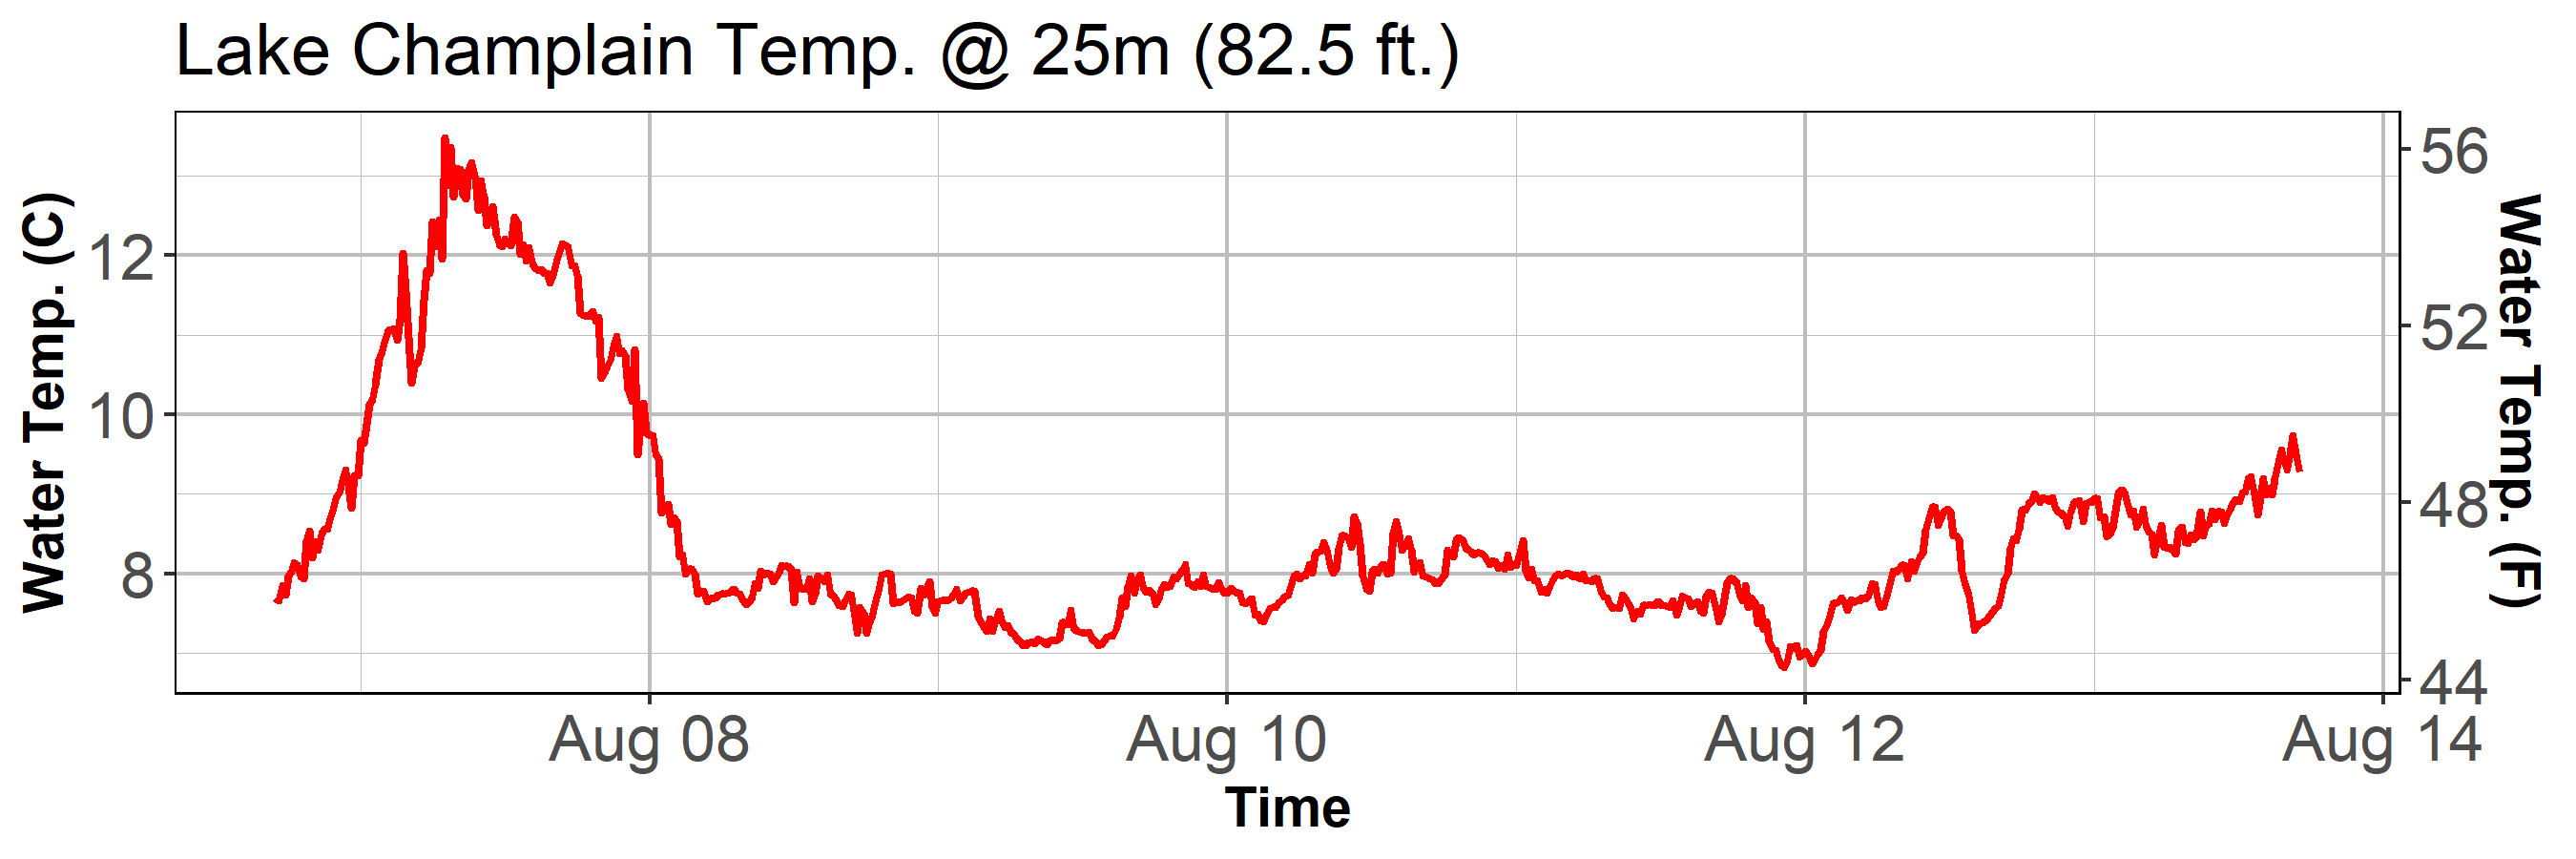 Lake Champlain Temp. @ 25m (82.5 ft.)
Water Temp. (C)
12
10
8
56
52
48
44
Water Temp. (F)
Aug 08
Aug 10
Aug 12
Aug 14
Time